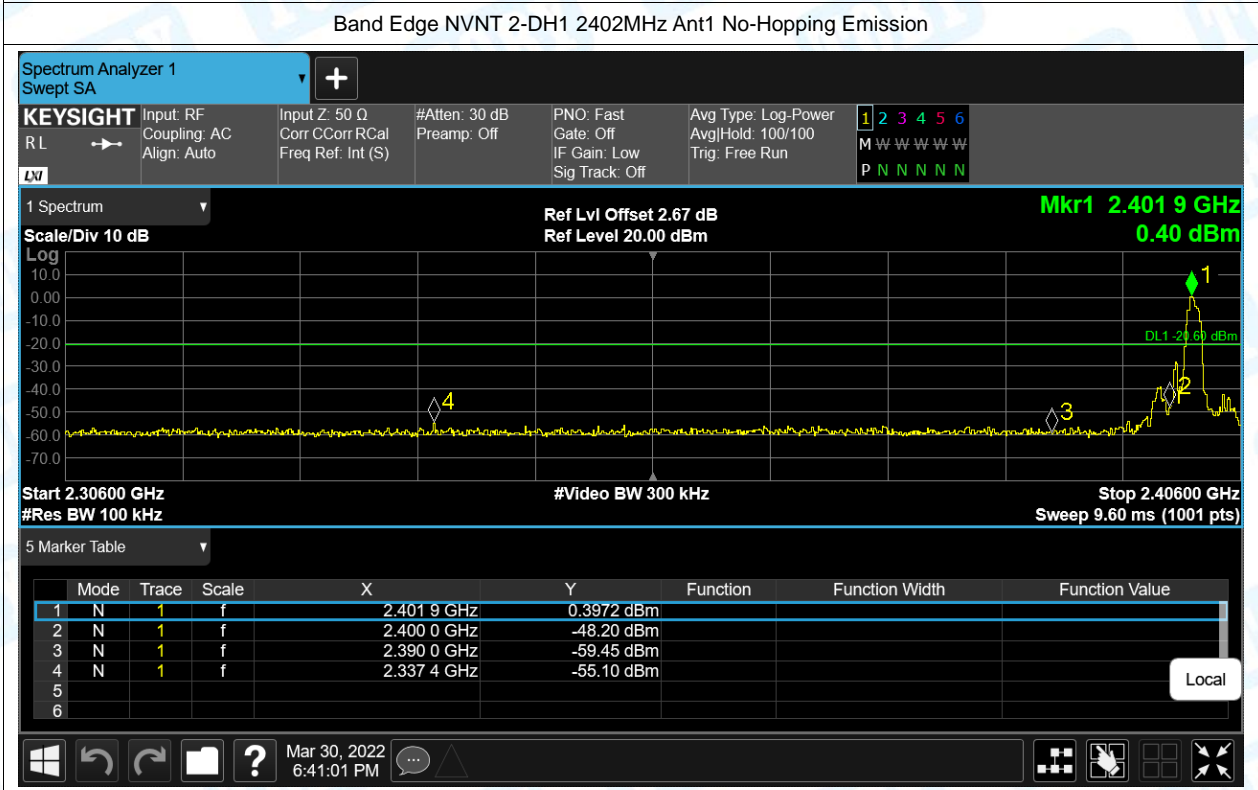 Band Edge NVNT 2-DH1 2402MHz Ant1 No-Hopping Emission
Spectrum Analyzer 1
Swept SA
+
KEYSIGHT
RL
LXI
Input: RF
Coupling: AC
Align: Auto
Input Z: 50 Ω
Corr CCorr RCal
Freq Ref: Int (S)
#Atten: 30 dB
Preamp: Off
PNO: Fast
Gate: Off
IF Gain: Low
Sig Track: Off
Avg Type: Log-Power
Avg|Hold: 100/100
Trig: Free Run
1 2 3 4 5 6
M W W W W W W
P N N N N N N
1 Spectrum
Scale/Div 10 dB
Ref Lvl Offset 2.67 dB
Ref Level 20.00 dBm
Mkr1 2.401 9 GHz
0.40 dBm
Log
10.0
0.00
-10.0
-20.0
-30.0
-40.0
-50.0
-60.0
-70.0
1
DL1 -20.60 dBm
2
3
4
Start 2.30600 GHz
#Video BW 300 kHz
Stop 2.40600 GHz
#Res BW 100 kHz
Sweep 9.60 ms (1001 pts)
5 Marker Table
Mode Trace Scale X Y Function Function Width Function Value
1 N 1 f 2.401 9 GHz 0.3972 dBm
2 N 1 f 2.400 0 GHz -48.20 dBm
3 N 1 f 2.390 0 GHz -59.45 dBm
4 N 1 f 2.337 4 GHz -55.10 dBm
5
6
Local
?
Mar 30, 2022
6:41:01 PM